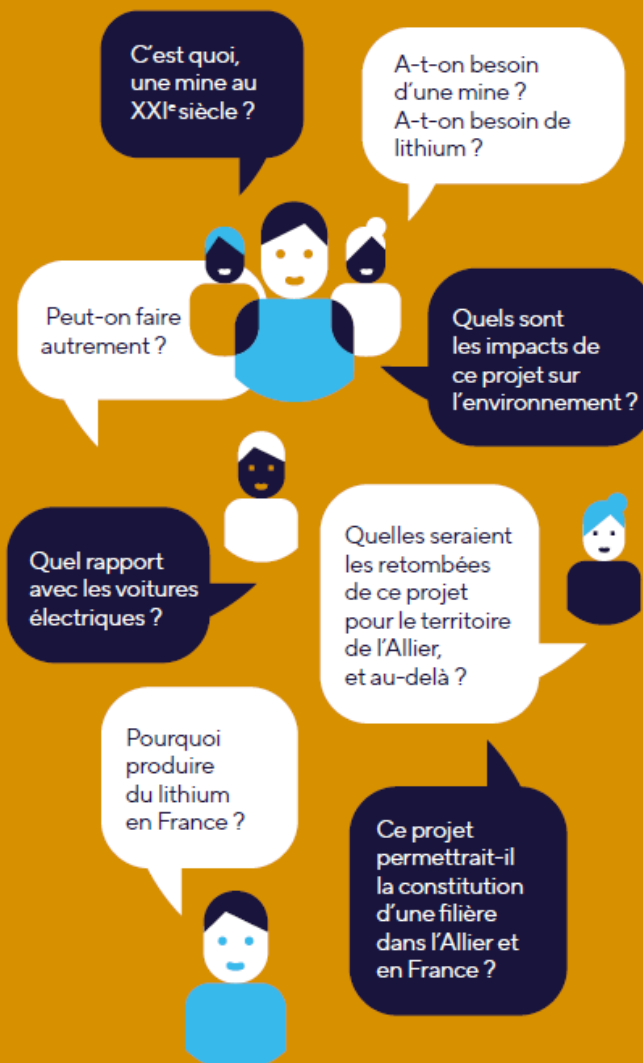 C'est quoi,
une mine au
XXIᵉ siècle ?
A-t-on besoin
d'une mine ?
A-t-on besoin de
lithium ?
Peut-on faire
autrement ?
Quels sont
les impacts de
ce projet sur
l'environnement ?
Quel rapport
avec les voitures
électriques ?
Quelles seraient
les retombées
de ce projet
pour le territoire
de l'Allier,
et au-delà ?
Pourquoi
produire
du lithium
en France ?
Ce projet
permettrait-il
la constitution
d'une filière
dans l'Allier et
en France ?